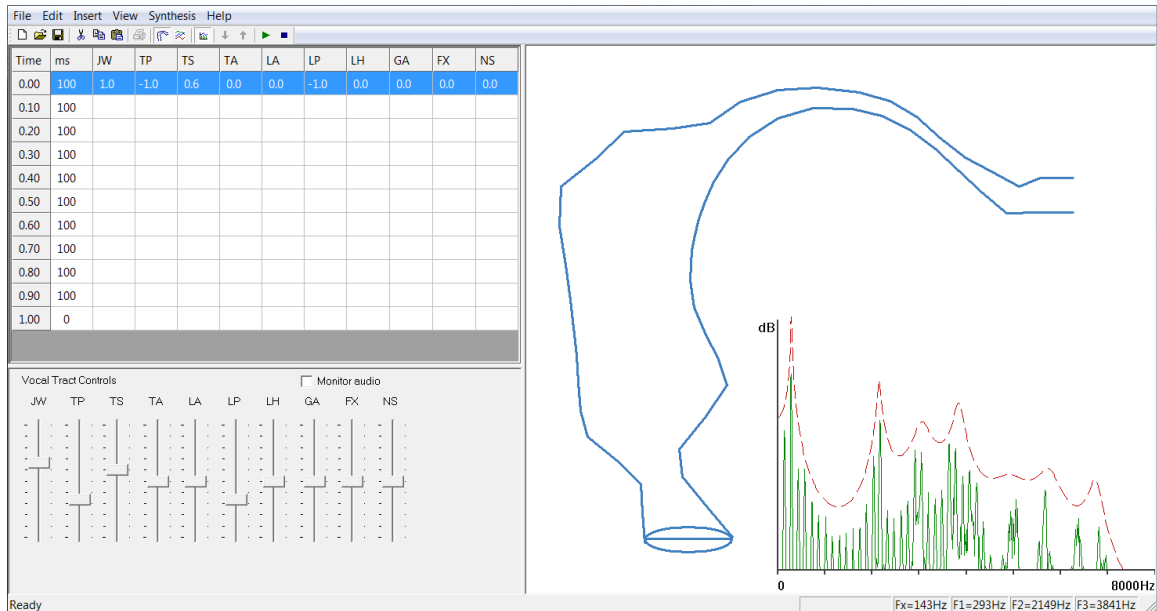 File Edit Insert View Synthesis Help
Time ms JW TP TS TA LA LP LH GA FX NS
0.00 100 1.0 -1.0 0.6 0.0 0.0 -1.0 0.0 0.0 0.0 0.0
0.10 100
0.20 100
0.30 100
0.40 100
0.50 100
0.60 100
0.70 100
0.80 100
0.90 100
1.00 0
Vocal Tract Controls Monitor audio
JW TP TS TA LA LP LH GA FX NS
dB
0 8000Hz
Ready Fx=143Hz F1=293Hz F2=2149Hz F3=3841Hz